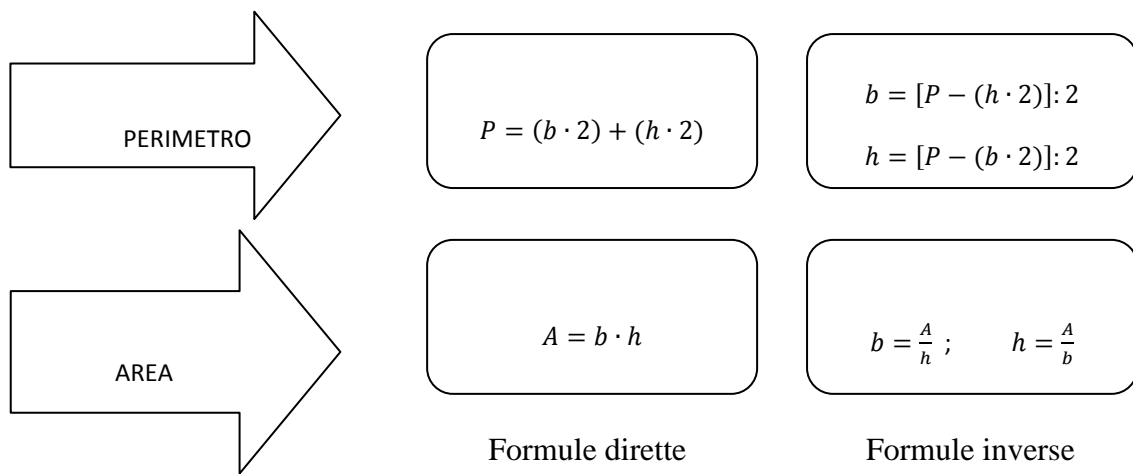 PERIMETRO
𝑃 = (𝑏 ∙ 2) + (ℎ ∙ 2)
𝑏 = [𝑃 − (ℎ ∙ 2)]: 2
ℎ = [𝑃 − (𝑏 ∙ 2)]: 2
AREA
𝐴 = 𝑏 ∙ ℎ
𝑏 = 𝐴/ℎ ; ℎ = 𝐴/𝑏
Formule dirette
Formule inverse